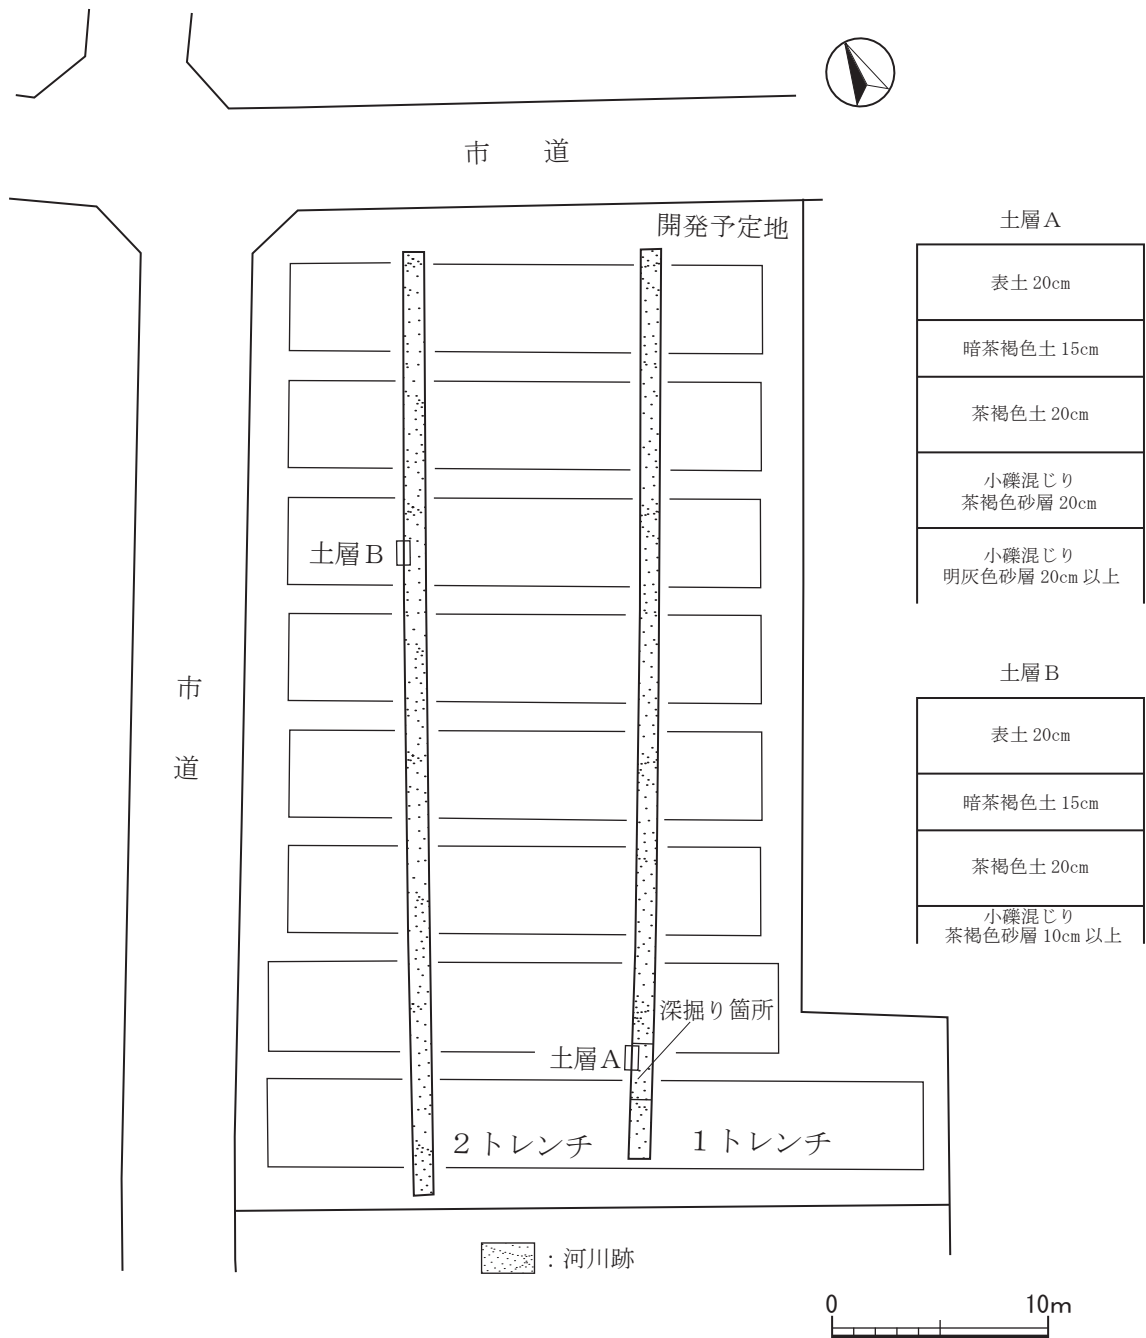 市　道
開発予定地
土層A
表土 20cm
暗茶褐色土 15cm
茶褐色土 20cm
小礫混じり
茶褐色砂層 20cm
小礫混じり
明灰色砂層 20cm 以上
土層B
市
道
土層B
表土 20cm
暗茶褐色土 15cm
茶褐色土 20cm
小礫混じり
茶褐色砂層 10cm 以上
深掘り箇所
土層A
2トレンチ
1トレンチ
：河川跡
0 10m